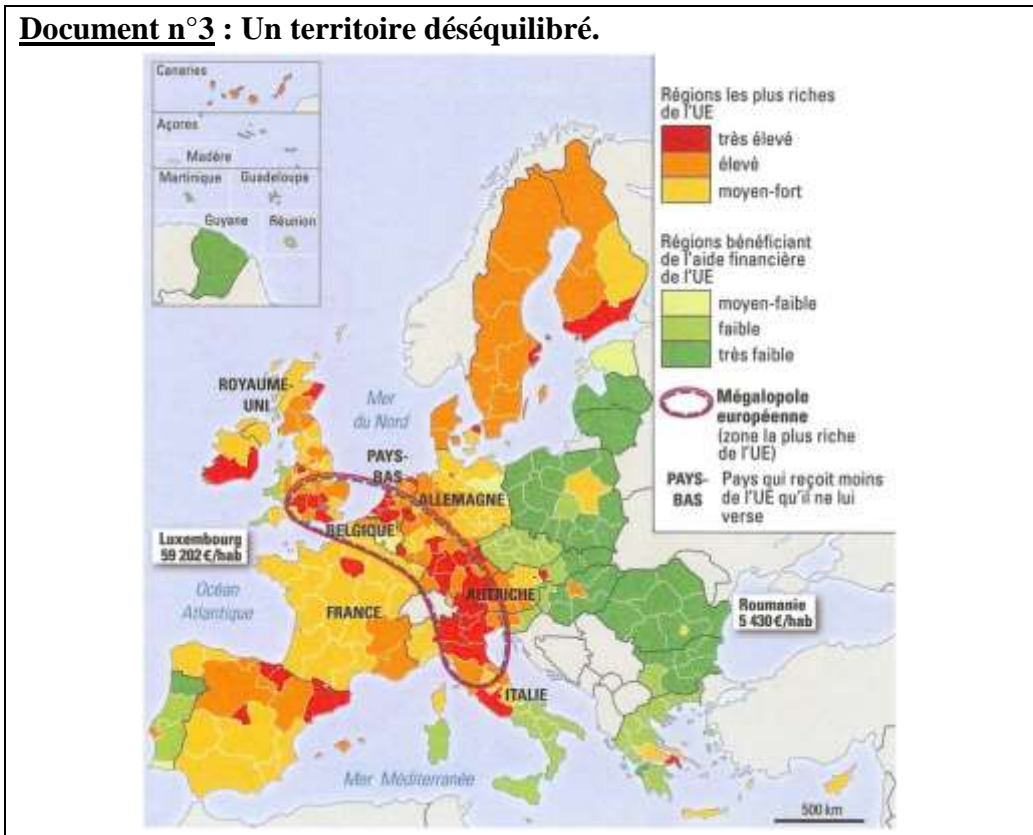 Document n°3 : Un territoire déséquilibré.
Canaries
Açores
Madère
Martinique
Guadeloupe
Guyane
Réunion
Régions les plus riches
de l'UE
très élevé
élevé
moyen-fort
Régions bénéficiant
de l'aide financière
de l'UE
moyen-faible
faible
très faible
Mégalopole
européenne
(zone la plus riche
de l'UE)
PAYS-
BAS
Pays qui reçoit moins
de l'UE qu'il ne lui
verse
ROYAUME-
UNI
Mer
du Nord
PAYS-
BAS
ALLEMAGNE
BELGIQUE
Luxembourg
59 202 €/hab
Océan
Atlantique
FRANCE
AUTRICHE
Roumanie
5 430 €/hab
ITALIE
Mer Méditerranée
500 km